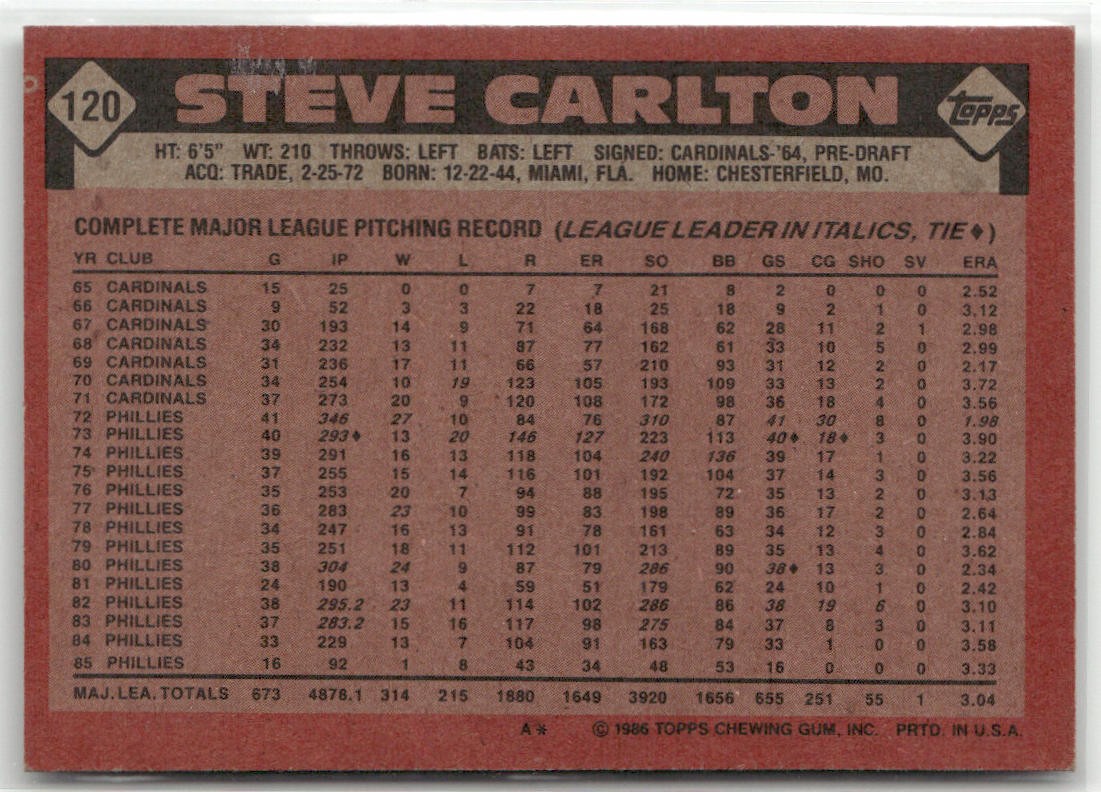 120 STEVE CARLTON TOPPS
HT: 6'5" WT: 210 THROWS: LEFT BATS: LEFT SIGNED: CARDINALS-'64, PRE-DRAFT
ACQ: TRADE, 2-25-72 BORN: 12-22-44, MIAMI, FLA. HOME: CHESTERFIELD, MO.
COMPLETE MAJOR LEAGUE PITCHING RECORD (LEAGUE LEADER IN ITALICS, TIE♦)
YR CLUB G IP W L R ER SO BB GS CG SHO SV ERA
65 CARDINALS 15 25 0 0 7 7 21 8 2 0 0 0 2.52
66 CARDINALS 9 52 3 3 22 18 25 18 9 2 1 0 3.12
67 CARDINALS 30 193 14 9 71 64 168 62 28 11 2 1 2.98
68 CARDINALS 34 232 13 11 87 77 162 61 33 10 5 0 2.99
69 CARDINALS 31 236 17 11 66 57 210 93 31 12 2 0 2.17
70 CARDINALS 34 254 10 19 123 105 193 109 33 13 2 0 3.72
71 CARDINALS 37 273 20 9 120 108 172 98 36 18 4 0 3.56
72 PHILLIES 41 346 27 10 84 76 310 87 41 30 8 0 1.98
73 PHILLIES 40 293♦ 13 20 146 127 223 113 40♦ 18♦ 3 0 3.90
74 PHILLIES 39 291 16 13 118 104 240 136 39 17 1 0 3.22
75 PHILLIES 37 255 15 14 116 101 192 104 37 14 3 0 3.56
76 PHILLIES 35 253 20 7 94 88 195 72 35 13 2 0 3.13
77 PHILLIES 36 283 23 10 99 83 198 89 36 17 2 0 2.64
78 PHILLIES 34 247 16 13 91 78 161 63 34 12 3 0 2.84
79 PHILLIES 35 251 18 11 112 101 213 89 35 13 4 0 3.62
80 PHILLIES 38 304 24 9 87 79 286 90 38♦ 13 3 0 2.34
81 PHILLIES 24 190 13 4 59 51 179 62 24 10 1 0 2.42
82 PHILLIES 38 295.2 23 11 114 102 286 86 38 19 6 0 3.10
83 PHILLIES 37 283.2 15 16 117 98 275 84 37 8 3 0 3.11
84 PHILLIES 33 229 13 7 104 91 163 79 33 1 0 0 3.58
85 PHILLIES 16 92 1 8 43 34 48 53 16 0 0 0 3.33
MAJ. LEA. TOTALS 673 4878.1 314 215 1880 1649 3920 1656 655 251 55 1 3.04
A* © 1986 TOPPS CHEWING GUM, INC. PRTD. IN U.S.A.